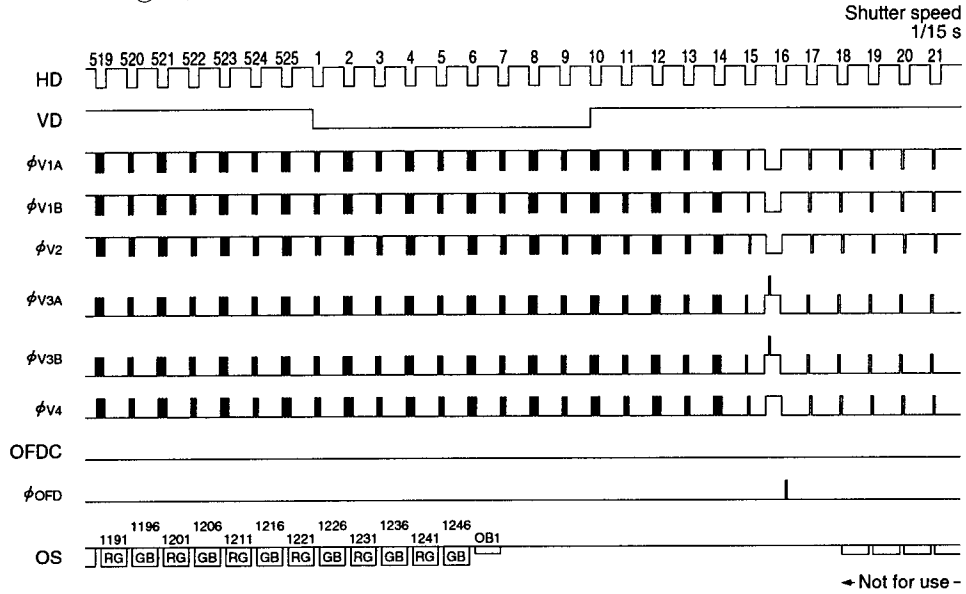 Shutter speed
1/15 s
519 520 521 522 523 524 525 1 2 3 4 5 6 7 8 9 10 11 12 13 14 15 16 17 18 19 20 21
HD
VD
ϕV1A
ϕV1B
ϕV2
ϕV3A
ϕV3B
ϕV4
OFDC
ϕOFD
1196 1206 1216 1226 1236 1246
1191 1201 1211 1221 1231 1241 OB1
OS RG GB RG GB RG GB RG GB RG GB RG GB
Not for use